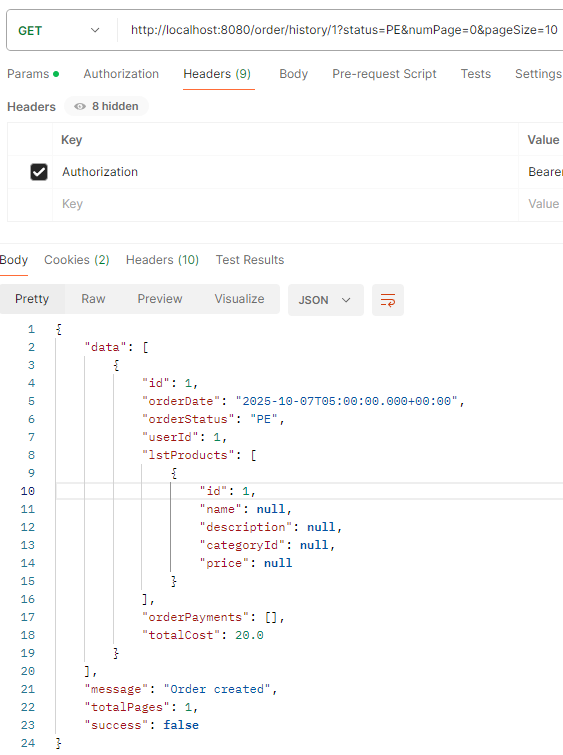 GET http://localhost:8080/order/history/1?status=PE&numPage=0&pageSize=10
Params Authorization Headers (9) Body Pre-request Script Tests Settings
Headers 8 hidden
Key Value
Authorization Bearer
Key Value
Body Cookies (2) Headers (10) Test Results
Pretty Raw Preview Visualize JSON
1 {
2 "data": [
3 {
4 "id": 1,
5 "orderDate": "2025-10-07T05:00:00.000+00:00",
6 "orderStatus": "PE",
7 "userId": 1,
8 "lstProducts": [
9 {
10 "id": 1,
11 "name": null,
12 "description": null,
13 "categoryId": null,
14 "price": null
15 }
16 ],
17 "orderPayments": [],
18 "totalCost": 20.0
19 }
20 ],
21 "message": "Order created",
22 "totalPages": 1,
23 "success": false
24 }